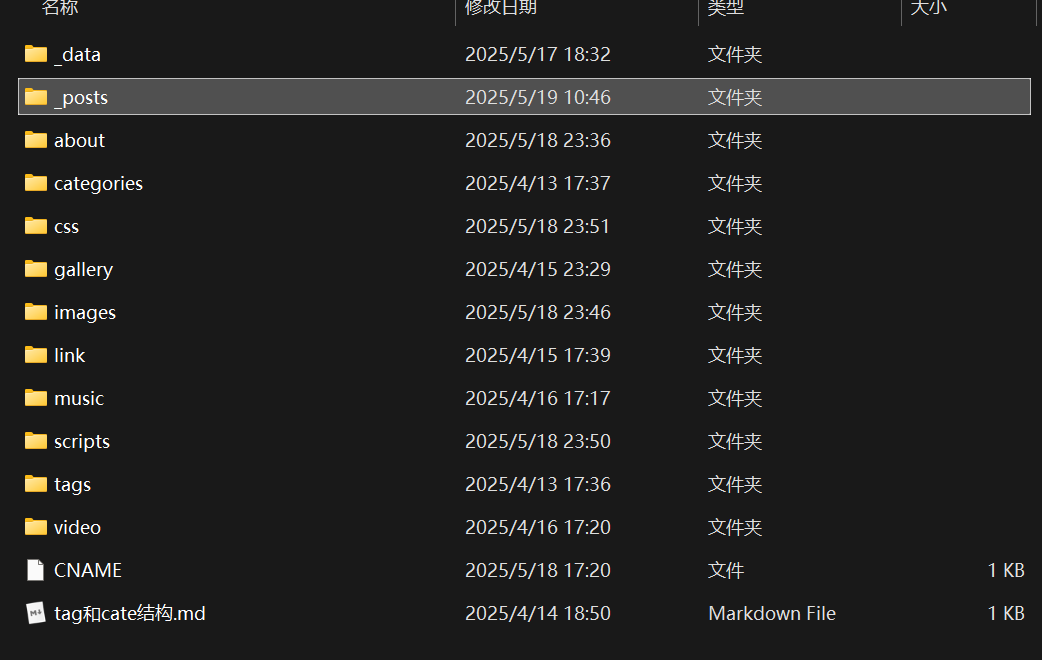 名称 修改日期 类型 大小
_data 2025/5/17 18:32 文件夹
_posts 2025/5/19 10:46 文件夹
about 2025/5/18 23:36 文件夹
categories 2025/4/13 17:37 文件夹
css 2025/5/18 23:51 文件夹
gallery 2025/4/15 23:29 文件夹
images 2025/5/18 23:46 文件夹
link 2025/4/15 17:39 文件夹
music 2025/4/16 17:17 文件夹
scripts 2025/5/18 23:50 文件夹
tags 2025/4/13 17:36 文件夹
video 2025/4/16 17:20 文件夹
CNAME 2025/5/18 17:20 文件 1 KB
tag和cate结构.md 2025/4/14 18:50 Markdown File 1 KB